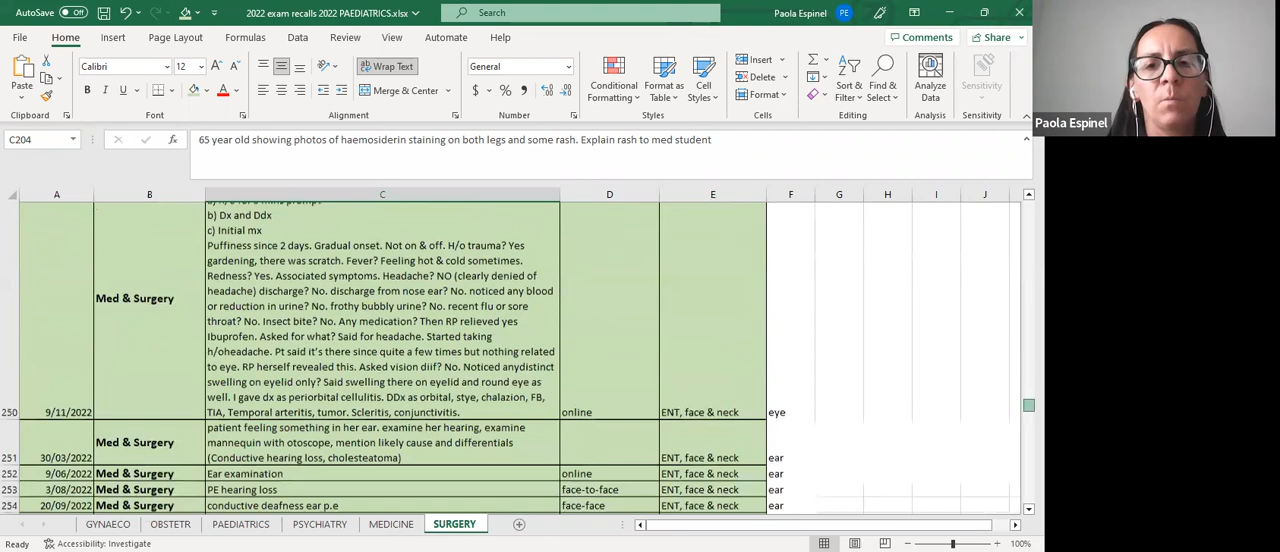 AutoSave Off 2022 exam recalls 2022 PAEDIATRICS.xlsx Search Paola Espinel PE
File Home Insert Page Layout Formulas Data Review View Automate Help Comments Share
Paste Calibri 12 A A Wrap Text General Conditional Formatting Format as Table Cell Styles Insert Delete Format Sort & Filter Find & Select Analyze Data Sensitivity
B I U A Merge & Center $ % 9
Clipboard Font Alignment Number Styles Cells Editing Analysis Sensitivity
Paola Espinel
C204 fx 65 year old showing photos of haemosiderin staining on both legs and some rash. Explain rash to med student
A B C D E F G H I J
b) Dx and Ddx
c) Initial mx
Puffiness since 2 days. Gradual onset. Not on & off. H/o trauma? Yes
gardening, there was scratch. Fever? Feeling hot & cold sometimes.
Redness? Yes. Associated symptoms. Headache? NO (clearly denied of
headache) discharge? No. discharge from nose ear? No. noticed any blood
or reduction in urine? No. frothy bubbly urine? No. recent flu or sore
throat? No. Insect bite? No. Any medication? Then RP relieved yes
Ibuprofen. Asked for what? Said for headache. Started taking
h/oheadache. Pt said it's there since quite a few times but nothing related
to eye. RP herself revealed this. Asked vision diif? No. Noticed anydistinct
swelling on eyelid only? Said swelling there on eyelid and round eye as
well. I gave dx as periorbital cellulitis. DDx as orbital, stye, chalazion, FB,
TIA, Temporal arteritis, tumor. Scleritis, conjunctivitis.
250 9/11/2022 Med & Surgery online ENT, face & neck eye
patient feeling something in her ear. examine her hearing, examine
mannequin with otoscope, mention likely cause and differentials
(Conductive hearing loss, cholesteatoma)
251 30/03/2022 Med & Surgery ENT, face & neck ear
252 9/06/2022 Med & Surgery Ear examination online ENT, face & neck ear
253 3/08/2022 Med & Surgery PE hearing loss face-to-face ENT, face & neck ear
254 20/09/2022 Med & Surgery conductive deafness ear p.e face-face ENT, face & neck ear
GYNAECO OBSTETR PAEDIATRICS PSYCHIATRY MEDICINE SURGERY
Ready Accessibility: Investigate 100%